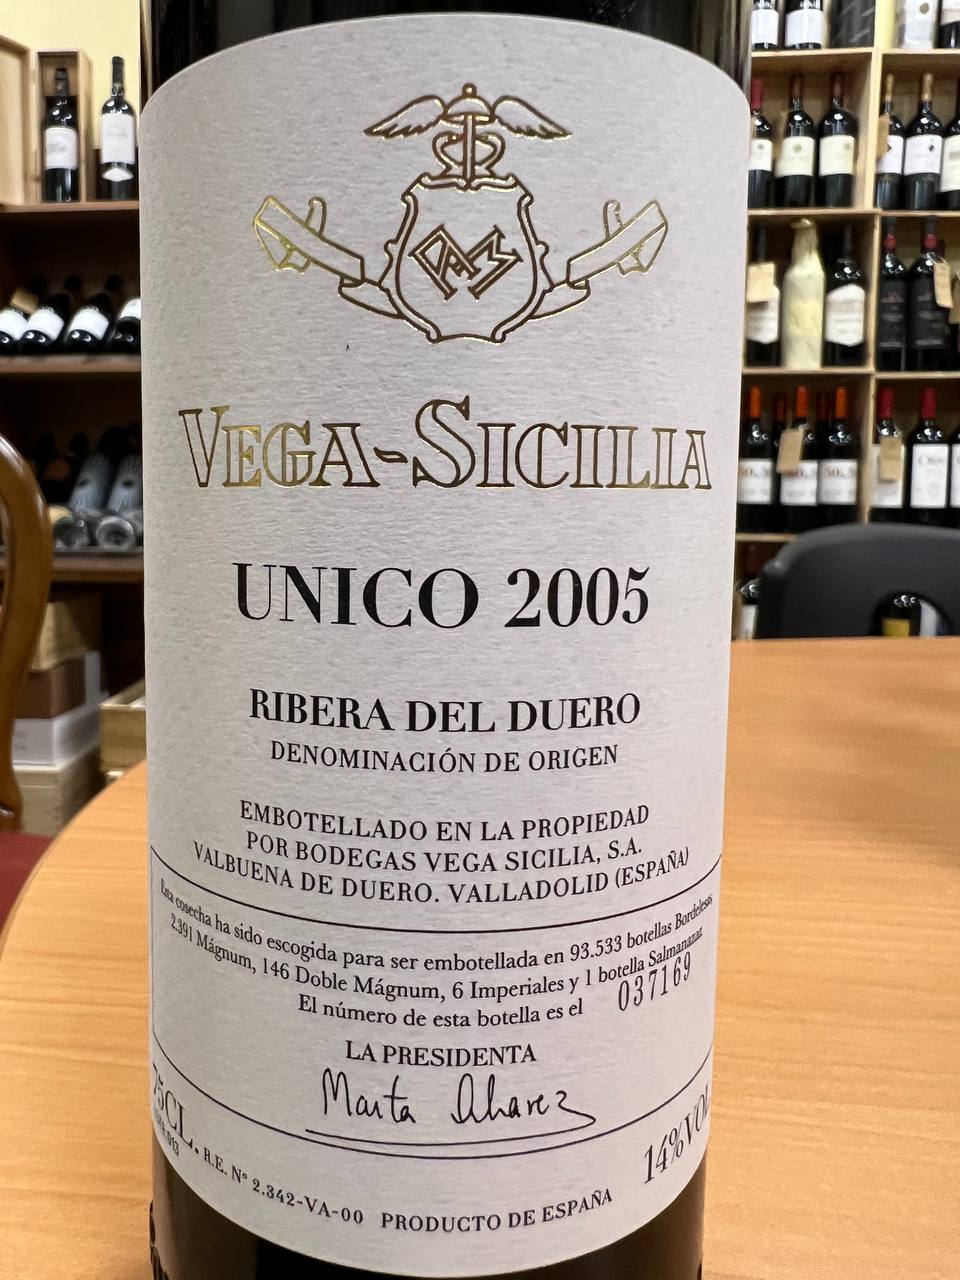 VEGA-SICILIA
UNICO 2005
RIBERA DEL DUERO
DENOMINACIÓN DE ORIGEN
EMBOTELLADO EN LA PROPIEDAD
POR BODEGAS VEGA SICILIA, S.A.
VALBUENA DE DUERO. VALLADOLID (ESPAÑA)
Esta cosecha ha sido escogida para ser embotellada en 93.533 botellas Bordelesas
2.391 Mágnum, 146 Doble Mágnum, 6 Imperiales y 1 botella Salmanazar
El número de esta botella es el 037169
LA PRESIDENTA
Marta Alvarez
75CL. R.E. Nº 2.342-VA-00 PRODUCTO DE ESPAÑA 14%VOL